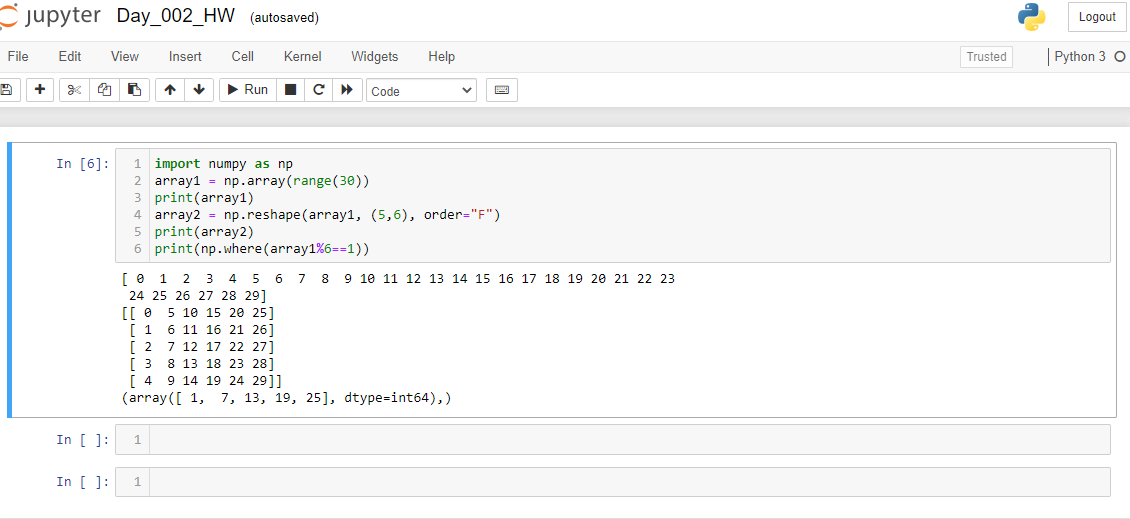 jupyter Day_002_HW (autosaved) Logout
File Edit View Insert Cell Kernel Widgets Help Trusted Python 3
Run Code
In [6]:
1 import numpy as np
2 array1 = np.array(range(30))
3 print(array1)
4 array2 = np.reshape(array1, (5,6), order="F")
5 print(array2)
6 print(np.where(array1%6==1))
[ 0  1  2  3  4  5  6  7  8  9 10 11 12 13 14 15 16 17 18 19 20 21 22 23
 24 25 26 27 28 29]
[[ 0  5 10 15 20 25]
 [ 1  6 11 16 21 26]
 [ 2  7 12 17 22 27]
 [ 3  8 13 18 23 28]
 [ 4  9 14 19 24 29]]
(array([ 1,  7, 13, 19, 25], dtype=int64),)
In [ ]: 1
In [ ]: 1